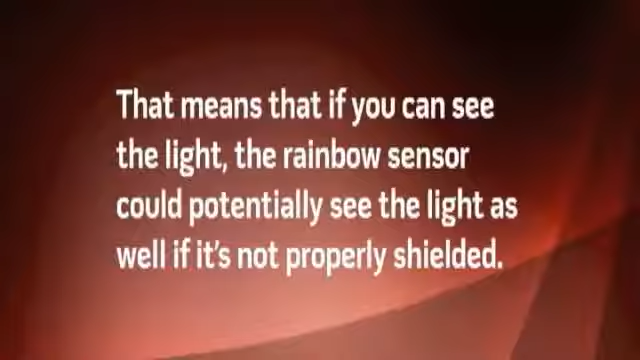 That means that if you can see
the light, the rainbow sensor
could potentially see the light as
well if it’s not properly shielded.